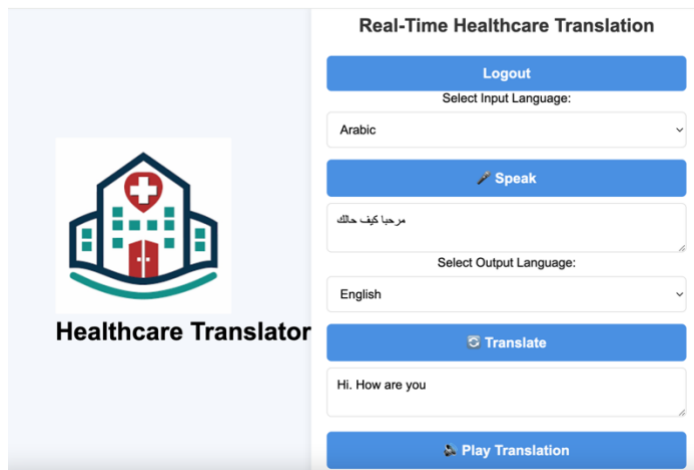 Real-Time Healthcare Translation
Logout
Select Input Language:
Arabic
🎤 Speak
مرحبا كيف حالك
Select Output Language:
English
🔄 Translate
Hi. How are you
🔊 Play Translation
Healthcare Translator